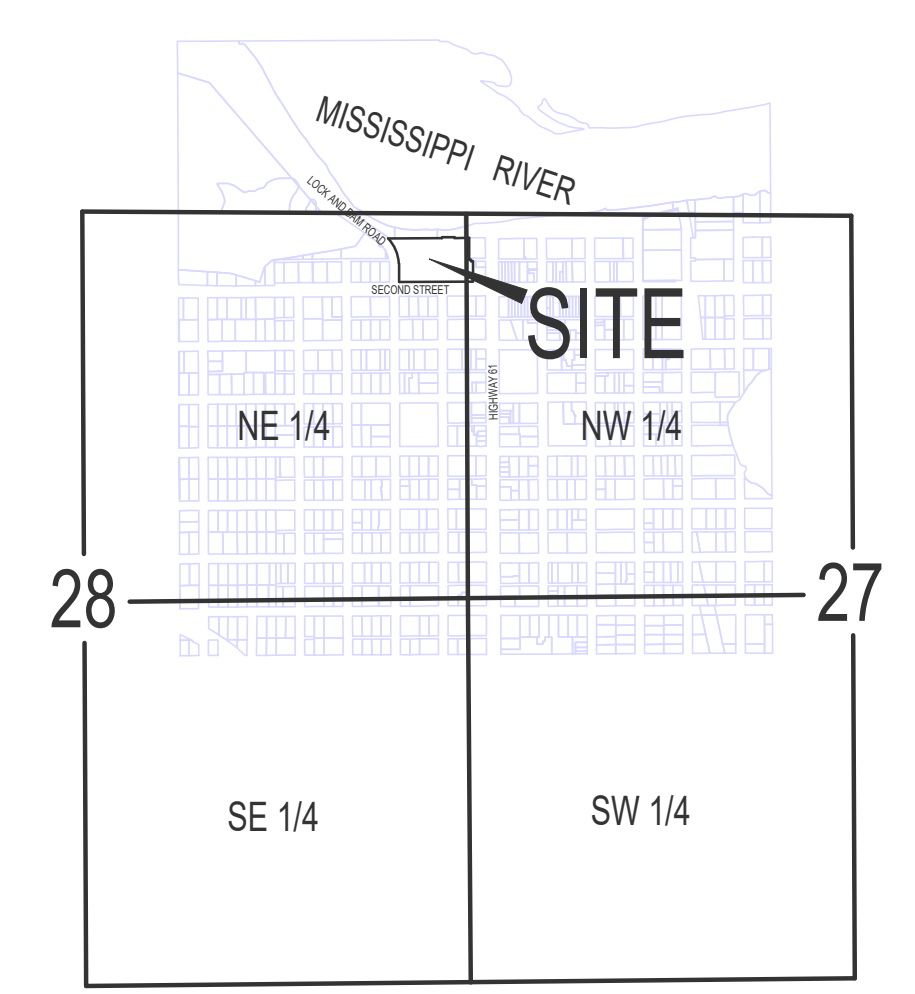 MISSISSIPPI RIVER
LOCK AND DAM ROAD
SECOND STREET
SITE
HIGHWAY 61
NE 1/4
NW 1/4
28
27
SE 1/4
SW 1/4